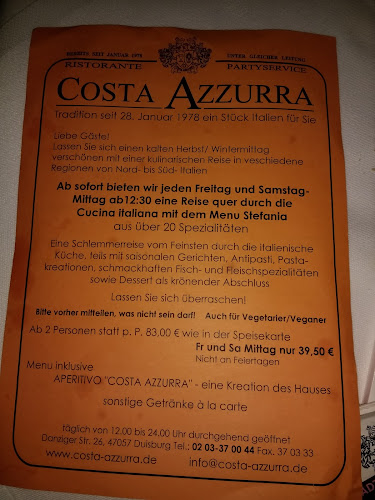 BEREITS SEIT JANUAR 1978 UNTER GLEICHER LEITUNG
RISTORANTE PARTYSERVICE
COSTA AZZURRA
Tradition seit 28. Januar 1978 ein Stück Italien für Sie
Liebe Gäste!
Lassen Sie sich einen kalten Herbst/ Wintermittag
verschönen mit einer kulinarischen Reise in verschiedene
Regionen von Nord- bis Süd- Italien
Ab sofort bieten wir jeden Freitag und Samstag-
Mittag ab12:30 eine Reise quer durch die
Cucina italiana mit dem Menu Stefania
aus über 20 Spezialitäten
Eine Schlemmerreise vom Feinsten durch die italienische
Küche, teils mit saisonalen Gerichten, Antipasti, Pasta-
kreationen, schmackhaften Fisch- und Fleischspezialitäten
sowie Dessert als krönender Abschluss
Lassen Sie sich überraschen!
Bitte vorher mitteilen, was nicht sein darf! Auch für Vegetarier/Veganer
Ab 2 Personen statt p. P. 83,00 € wie in der Speisekarte
Fr und Sa Mittag nur 39,50 €
Nicht an Feiertagen
Menu inklusive
APERITIVO "COSTA AZZURRA" - eine Kreation des Hauses
sonstige Getränke à la carte
täglich von 12.00 bis 24.00 Uhr durchgehend geöffnet
Danziger Str. 26, 47057 Duisburg Tel.: 02 03-37 00 44 Fax. 37 03 33
www.costa-azzurra.de info@costa-azzurra.de